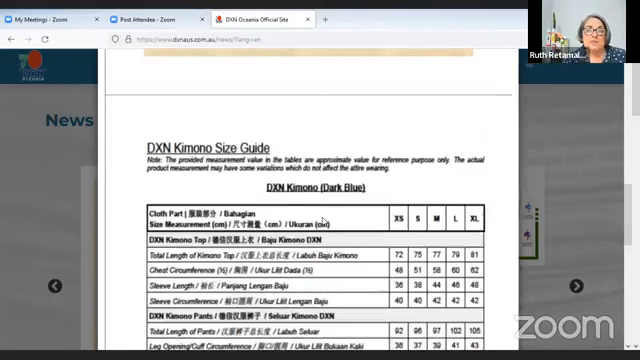 My Meetings - Zoom
Post Attendee - Zoom
DXN Oceania Official Site
https://www.dxnaus.com.au/news/?lang=en
Ruth Retamal...
OCEANIA
News
DXN Kimono Size Guide
Note: The provided measurement value in the tables are approximate value for reference purpose only. The actual
product measurement may have some variations which do not affect the attire wearing.
DXN Kimono (Dark Blue)
Cloth Part | 服装部分 / Bahagian
Size Measurement (cm) / 尺寸测量 (cm) / Ukuran (cm) XS S M L XL
DXN Kimono Top / 德信汉服上衣 / Baju Kimono DXN
Total Length of Kimono Top / 汉服上衣总长度 / Labuh Baju Kimono 72 75 77 79 81
Chest Circumference (½) / 胸围 / Ukur Lilit Dada (½) 48 51 58 60 62
Sleeve Length / 袖长 / Panjang Lengan Baju 36 38 44 46 48
Sleeve Circumference / 袖口圆周 / Ukur Lilit Lengan Baju 40 40 42 42 42
DXN Kimono Pants / 德信汉服裤子 / Seluar Kimono DXN
Total Length of Pants / 汉服裤子总长度 / Labuh Seluar 92 96 97 102 105
Leg Opening/Cuff Circumference / 裤口圆周 / Ukur Lilit Bukaan Kaki 36 37 39 41 43
zoom